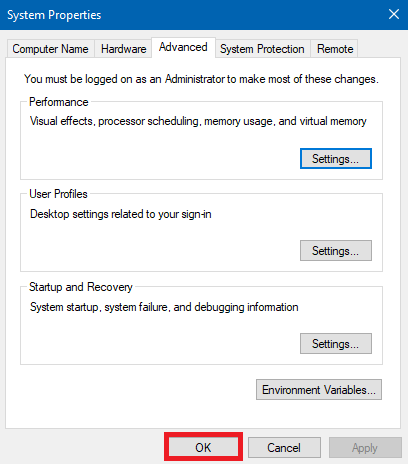 System Properties
Computer Name Hardware Advanced System Protection Remote
You must be logged on as an Administrator to make most of these changes.
Performance
Visual effects, processor scheduling, memory usage, and virtual memory
Settings...
User Profiles
Desktop settings related to your sign-in
Settings...
Startup and Recovery
System startup, system failure, and debugging information
Settings...
Environment Variables...
OK Cancel Apply